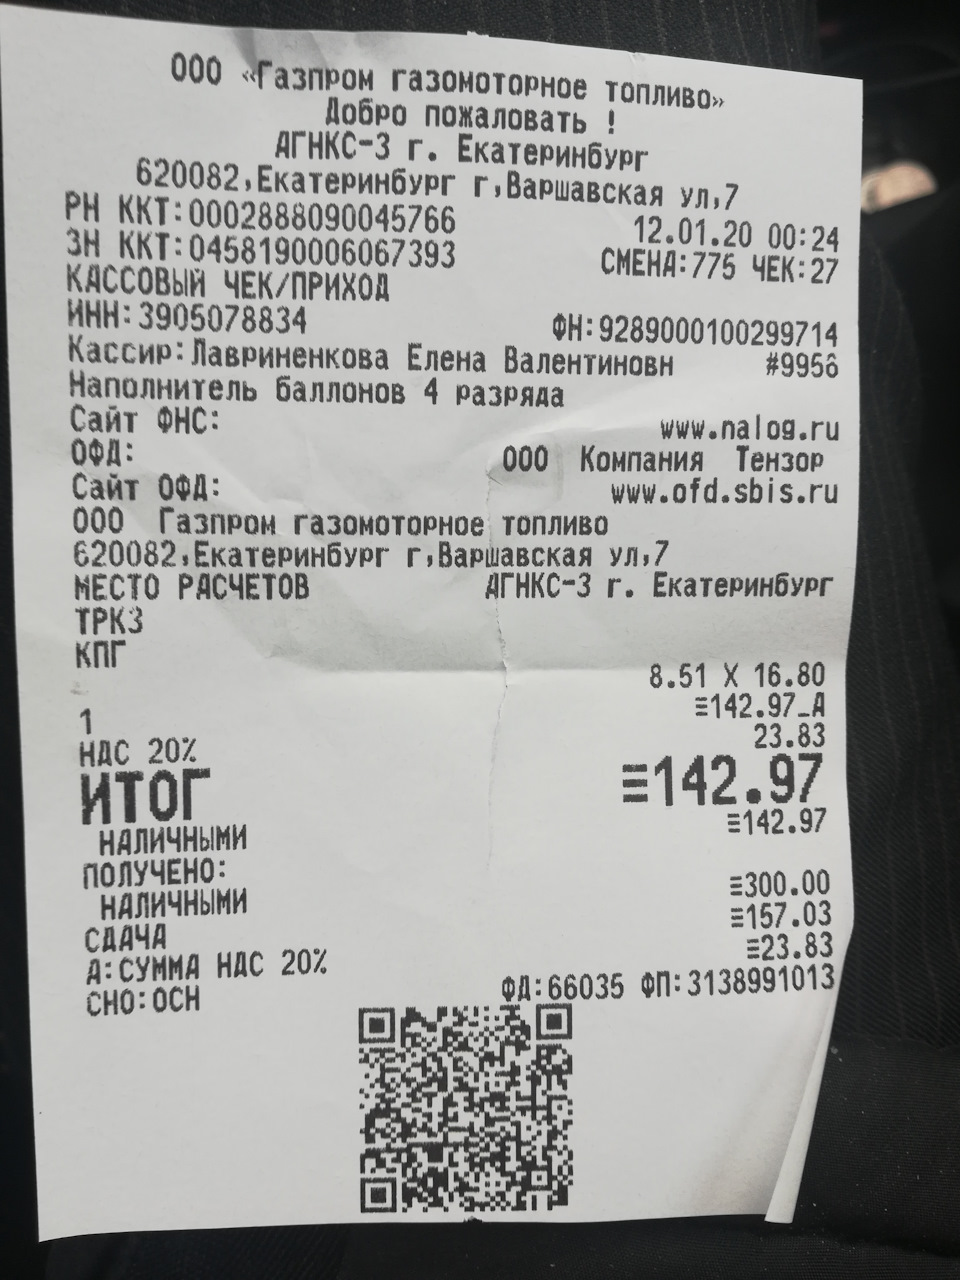 ООО «Газпром газомоторное топливо»
Добро пожаловать !
АГНКС-3 г. Екатеринбург
620082,Екатеринбург г,Варшавская ул,7
РН ККТ:0002888090045766 12.01.20 00:24
ЗН ККТ:0458190006067393 СМЕНА:775 ЧЕК:27
КАССОВЫЙ ЧЕК/ПРИХОД
ИНН:3905078834 ФН:9289000100299714
Кассир:Лавриненкова Елена Валентиновн #9956
Наполнитель баллонов 4 разряда
Сайт ФНС: www.nalog.ru
ОФД: ООО Компания Тензор
Сайт ОФД: www.ofd.sbis.ru
ООО Газпром газомоторное топливо
620082,Екатеринбург г,Варшавская ул,7
МЕСТО РАСЧЕТОВ АГНКС-3 г. Екатеринбург
ТРК3
КПГ
8.51 X 16.80
1 ≡142.97_А
НДС 20% 23.83
ИТОГ ≡142.97
НАЛИЧНЫМИ ≡142.97
ПОЛУЧЕНО:
НАЛИЧНЫМИ ≡300.00
СДАЧА ≡157.03
А:СУММА НДС 20% ≡23.83
СНО:ОСН ФД:66035 ФП:3138991013